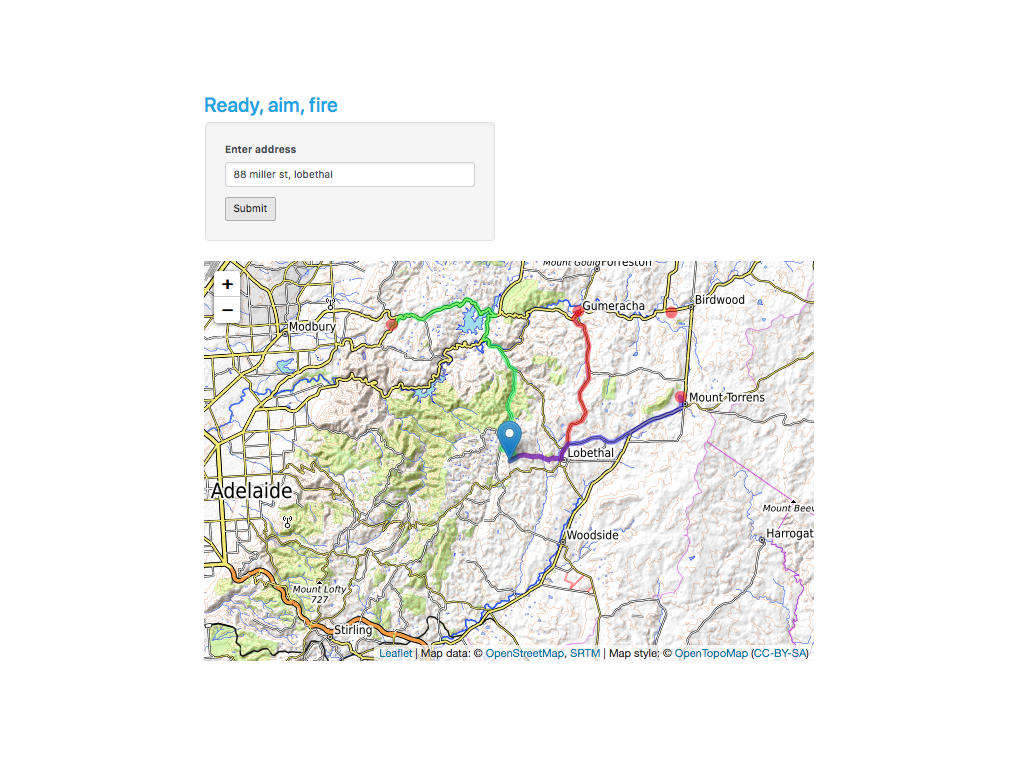 Ready, aim, fire
Enter address
88 miller st, lobethal
Submit
+
−
Mount Gould
Forreston
Gumeracha
Birdwood
Modbury
Mount Torrens
Lobethal
Adelaide
Mount Beev
Woodside
Harrogat
Mount Lofty
727
Stirling
Leaflet | Map data: © OpenStreetMap, SRTM | Map style: © OpenTopoMap (CC-BY-SA)